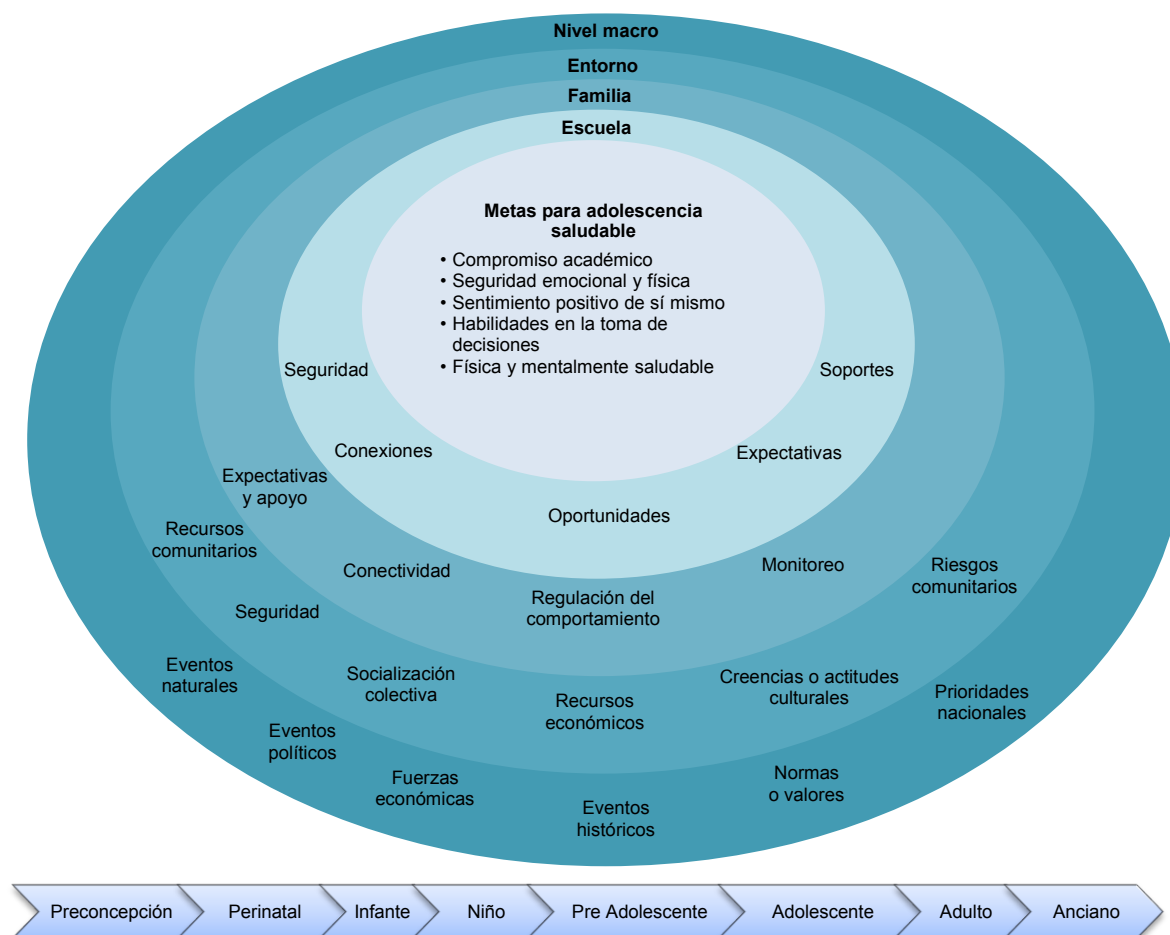 Nivel macro
Entorno
Familia
Escuela
Metas para adolescencia
saludable
• Compromiso académico
• Seguridad emocional y física
• Sentimiento positivo de sí mismo
• Habilidades en la toma de
decisiones
• Física y mentalmente saludable
Seguridad
Soportes
Conexiones
Expectativas
Oportunidades
Expectativas
y apoyo
Conectividad
Regulación del
comportamiento
Monitoreo
Recursos
comunitarios
Seguridad
Socialización
colectiva
Recursos
económicos
Creencias o actitudes
culturales
Riesgos
comunitarios
Eventos
naturales
Eventos
políticos
Fuerzas
económicas
Eventos
históricos
Normas
o valores
Prioridades
nacionales
Preconcepción
Perinatal
Infante
Niño
Pre Adolescente
Adolescente
Adulto
Anciano